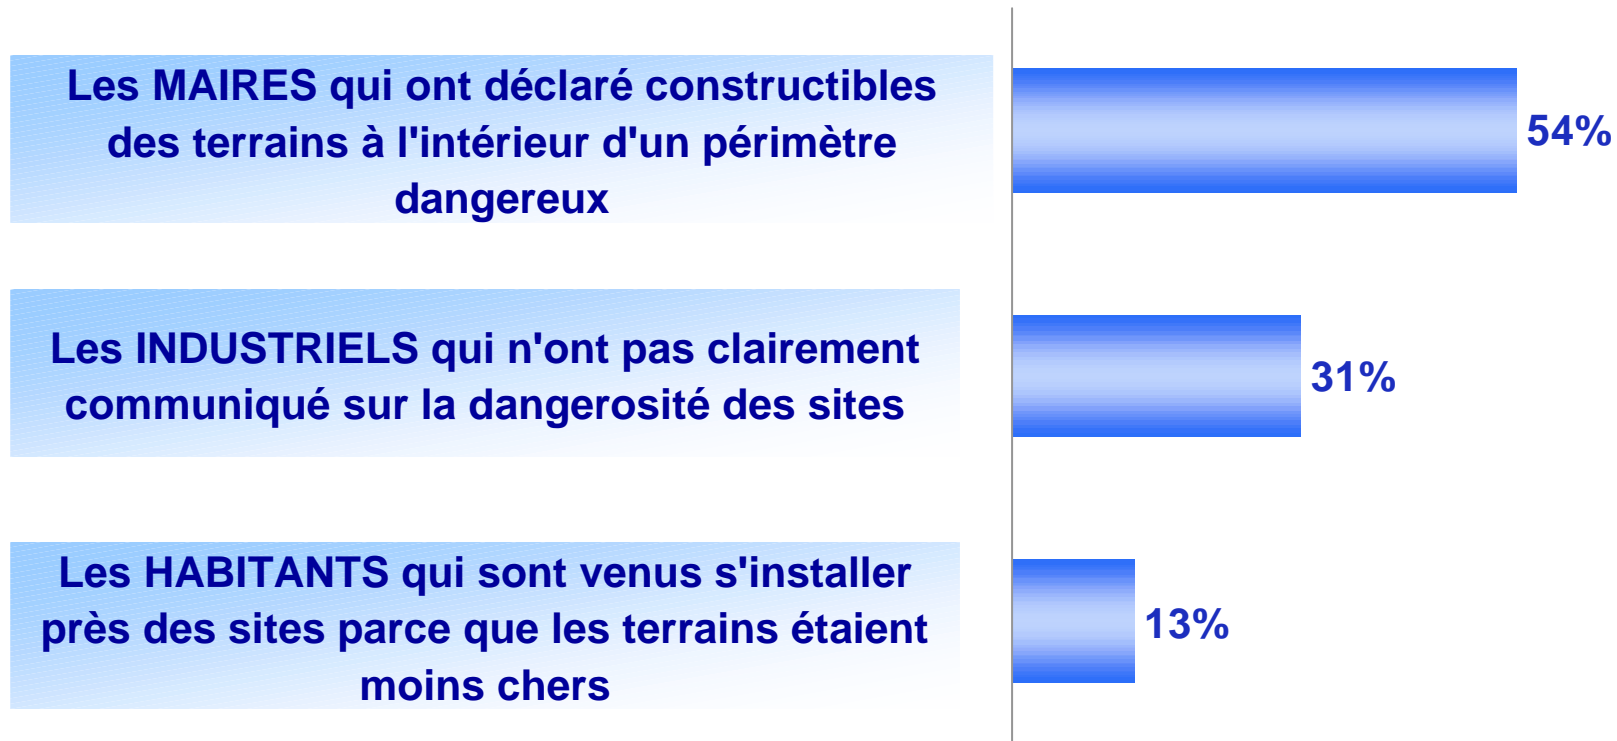 Les MAIRES qui ont déclaré constructibles
des terrains à l'intérieur d'un périmètre
dangereux
54%
Les INDUSTRIELS qui n'ont pas clairement
communiqué sur la dangerosité des sites
31%
Les HABITANTS qui sont venus s'installer
près des sites parce que les terrains étaient
moins chers
13%